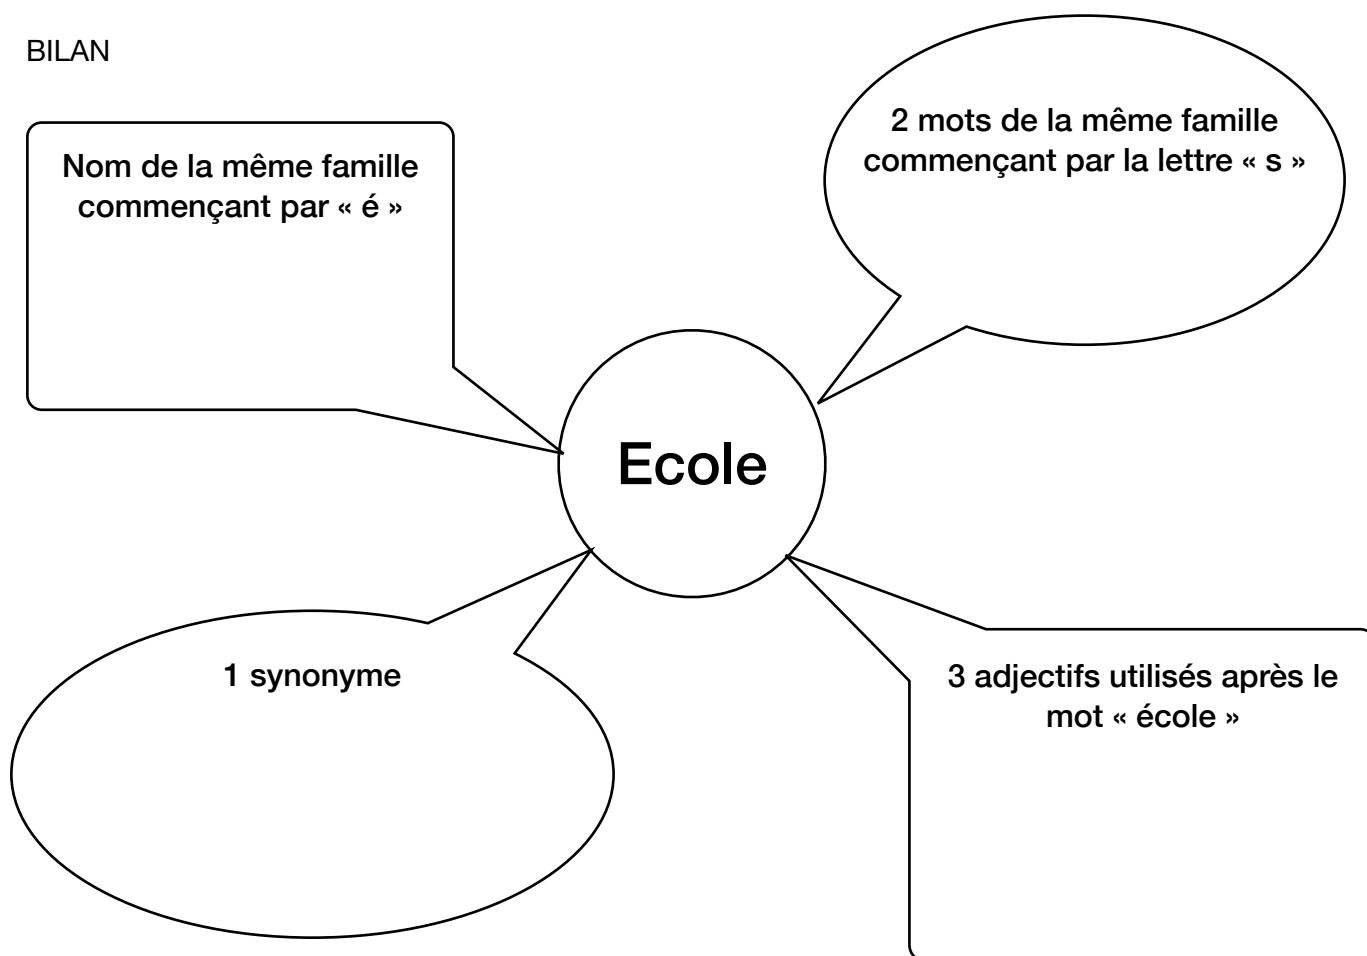 BILAN
Nom de la même famille
commençant par « é »
2 mots de la même famille
commençant par la lettre « s »
Ecole
1 synonyme
3 adjectifs utilisés après le
mot « école »